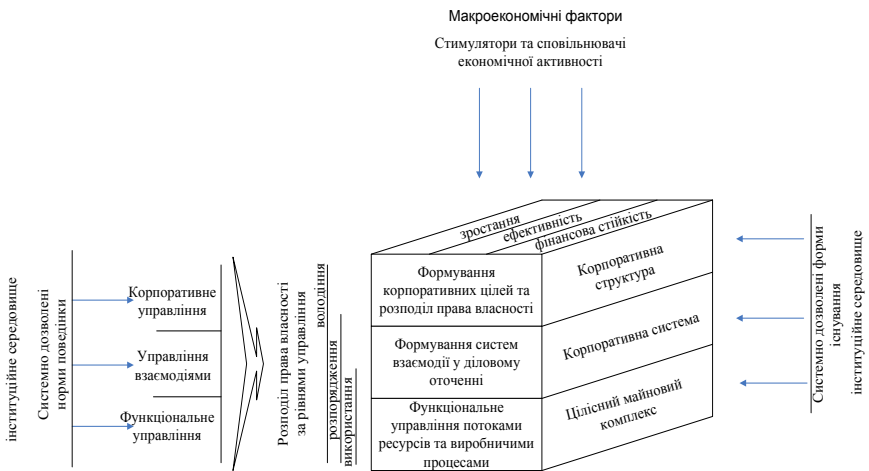 Макроекономічні фактори
Стимулятори та сповільнювачі
економічної активності
інституційне середовище
Системно дозволені
норми поведінки
Корпоративне
управління
Управління
взаємодіями
Функціональне
управління
Розподіл права власності
за рівнями управління
володіння
розпорядження
використання
зростання
ефективність
фінансова стійкість
Формування
корпоративних цілей та
розподіл права власності
Формування систем
взаємодії у діловому
оточенні
Функціональне
управління потоками
ресурсів та виробничими
процесами
Корпоративна
структура
Корпоративна система
Цілісний майновий
комплекс
Системно дозволені форми
існування
інституційне середовище